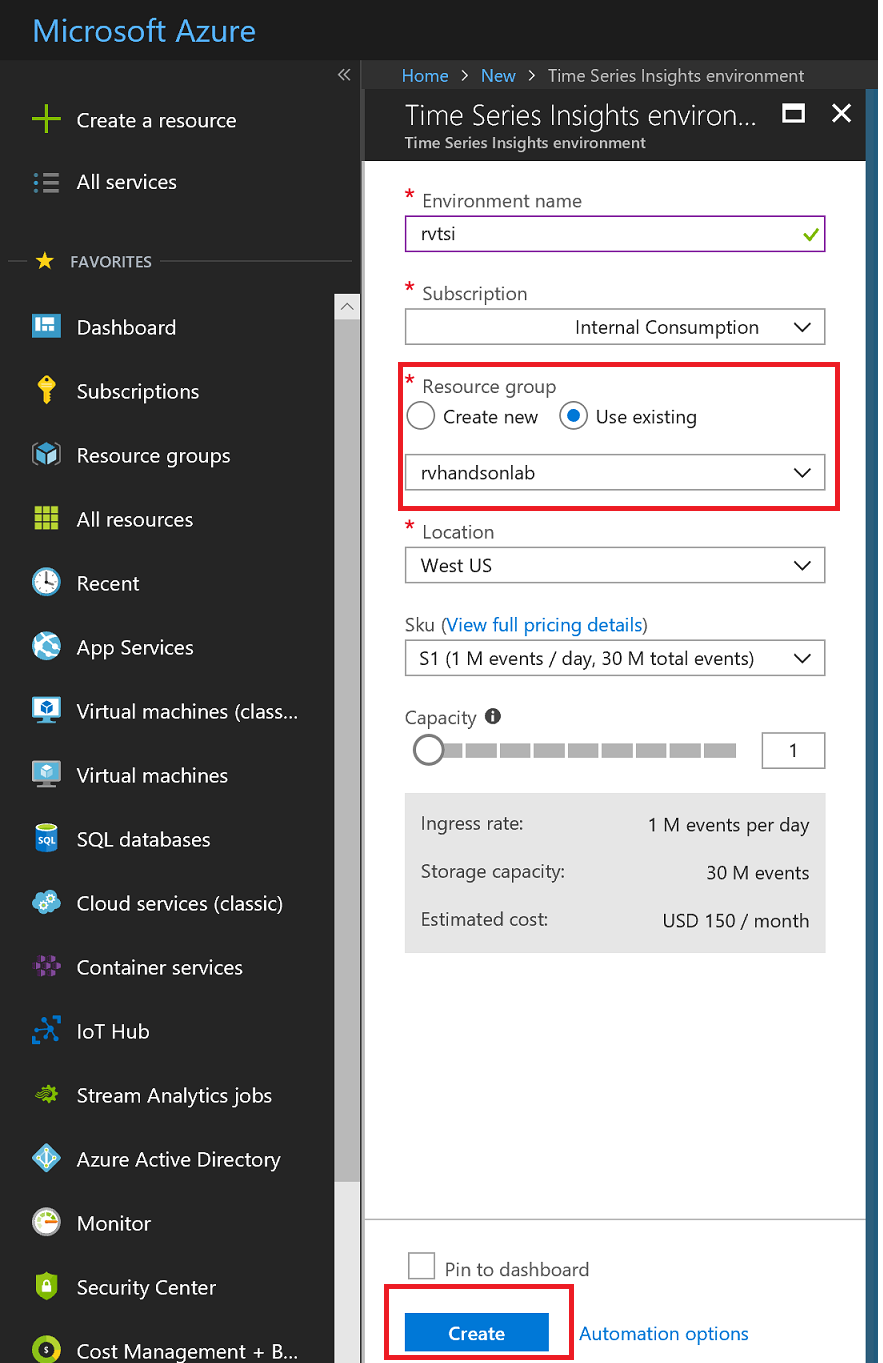 Microsoft Azure
Create a resource
All services
FAVORITES
Dashboard
Subscriptions
Resource groups
All resources
Recent
App Services
Virtual machines (class...
Virtual machines
SQL databases
Cloud services (classic)
Container services
IoT Hub
Stream Analytics jobs
Azure Active Directory
Monitor
Security Center
Cost Management + B...
Home > New > Time Series Insights environment
Time Series Insights environ...
Time Series Insights environment
* Environment name
rvtsi
* Subscription
Internal Consumption
* Resource group
Create new Use existing
rvhandsonlab
* Location
West US
Sku (View full pricing details)
S1 (1 M events / day, 30 M total events)
Capacity
1
Ingress rate: 1 M events per day
Storage capacity: 30 M events
Estimated cost: USD 150 / month
Pin to dashboard
Create Automation options